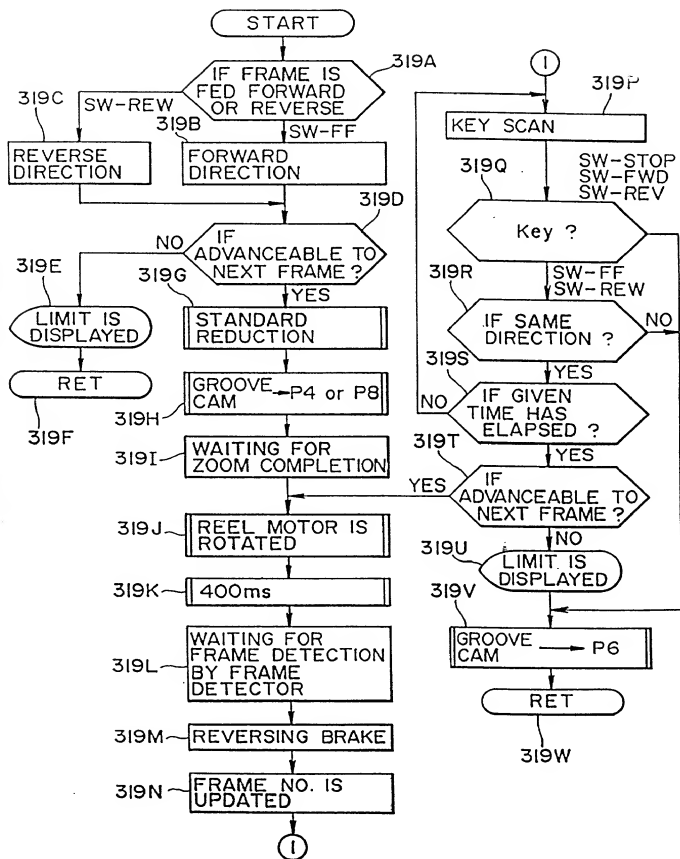 START
319A
IF FRAME IS
FED FORWARD
OR REVERSE
SW-REW
319C
319B
SW-FF
REVERSE
DIRECTION
FORWARD
DIRECTION
319D
NO
IF
ADVANCEABLE TO
NEXT FRAME ?
319E
319G
YES
LIMIT IS
DISPLAYED
STANDARD
REDUCTION
RET
319F
GROOVE
CAM → P4 or P8
319H
319I
WAITING FOR
ZOOM COMPLETION
319J
REEL MOTOR IS
ROTATED
319K
400ms
319L
WAITING FOR
FRAME DETECTION
BY FRAME
DETECTOR
319M
REVERSING BRAKE
319N
FRAME NO. IS
UPDATED
1
1
319P
KEY SCAN
319Q
SW-STOP
SW-FWD
SW-REV
Key ?
319R
SW-FF
SW-REW
IF SAME
DIRECTION ?
NO
319S
YES
NO
IF GIVEN
TIME HAS
ELAPSED ?
319T
YES
YES
IF
ADVANCEABLE TO
NEXT FRAME ?
319U
NO
LIMIT IS
DISPLAYED
319V
GROOVE
CAM → P6
RET
319W